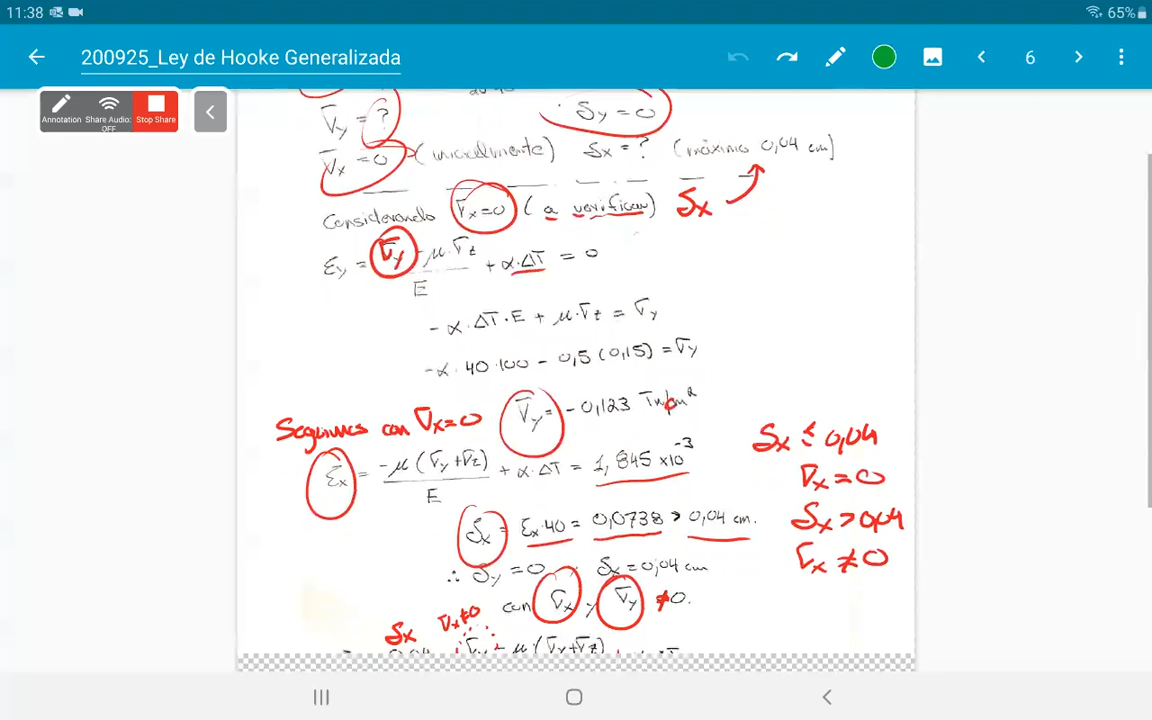 11:38 65%
200925_Ley de Hooke Generalizada 6
Annotation Share Audio: OFF Stop Share
σy = ? δy = 0
σx = 0 (inicialmente) δx = ? (máximo 0,04 cm]
Considerando σx=0 (a verificar) δx
εy = σy - μ.σz / E + α.ΔT = 0
- α.ΔT.E + μ.σz = σy
-α.40.100 - 0,5 (0,15) = σy
σy = - 0,123 Tn/cm²
Seguimos con σx=0
εx = -μ (σy+σz) / E + α.ΔT = 1,845 x10⁻³
δx ≤ 0,04
σx = 0
δx = εx.40 = 0,0738 > 0,04 cm.
δx > 0,04
σx ≠ 0
∴ δy = 0 δx = 0,04 cm
con σx y σy ≠0.
δx σx≠0
σx - μ (σy+σz)